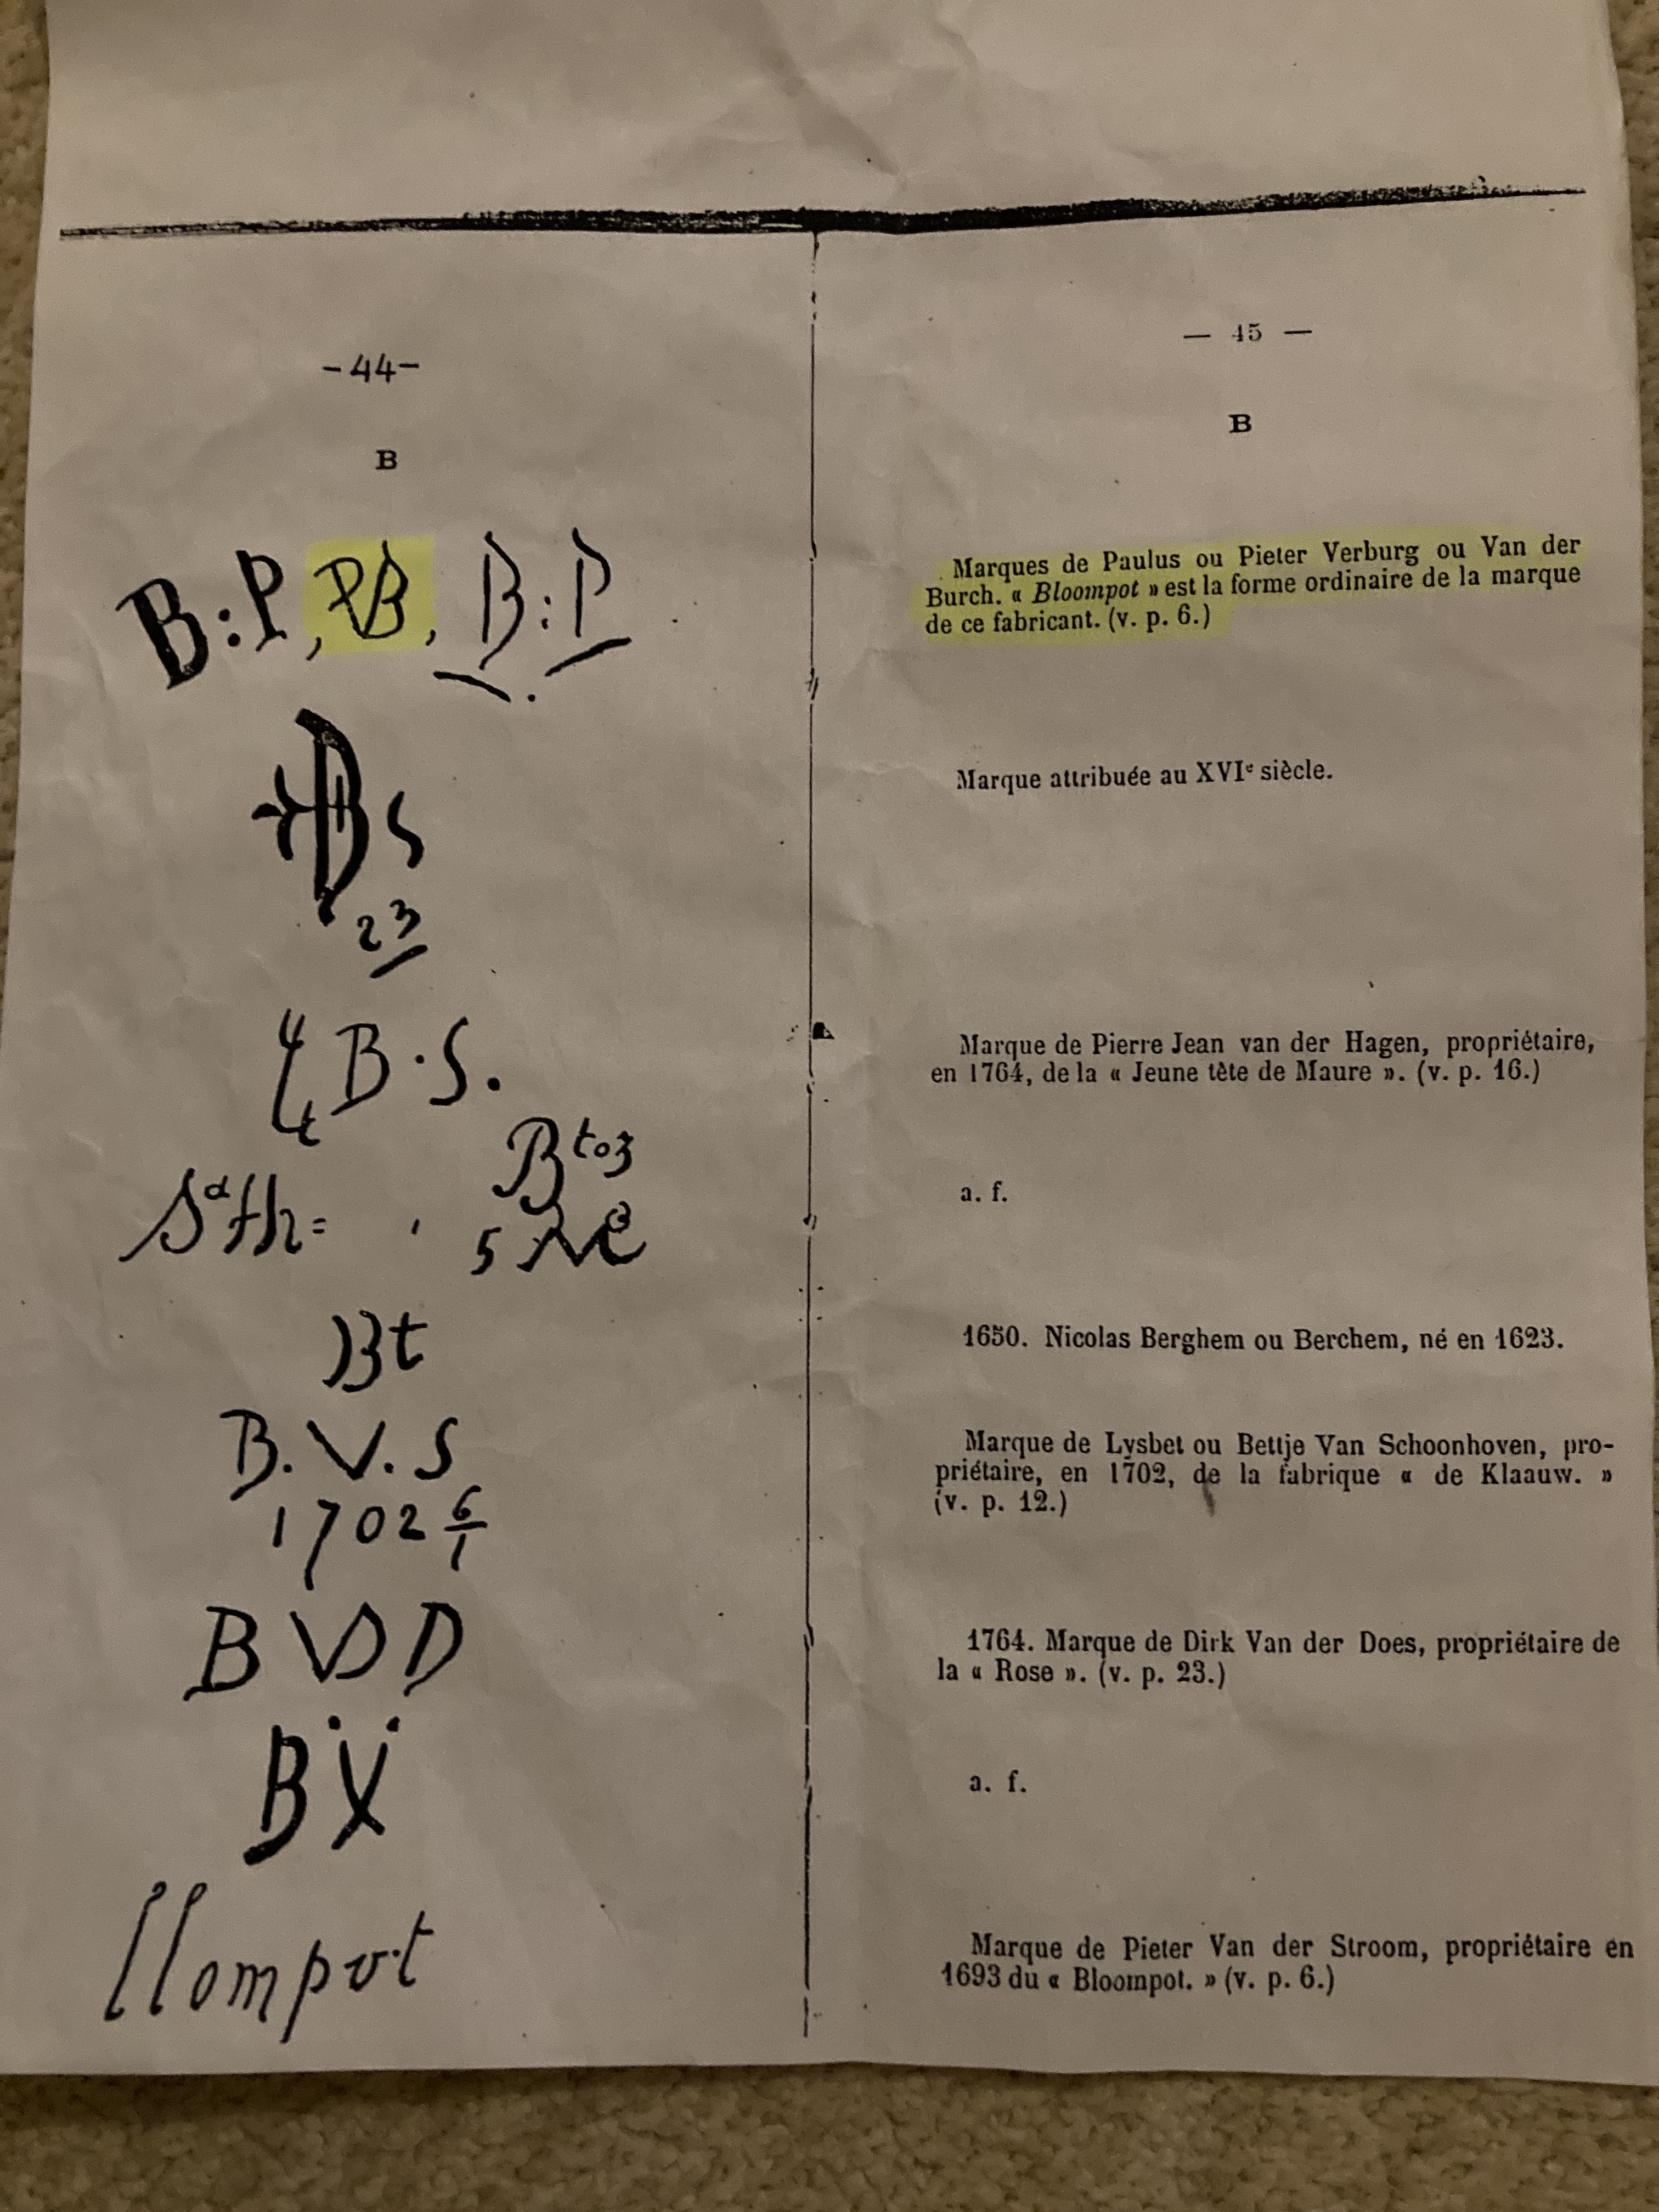 -44-
B
B:P, PB, B:P
B S
23
B.S.
Btoz
5
Bt
B.V.S
1702 6/1
B V D D
B
llompot
— 45 —
B
Marques de Paulus ou Pieter Verburg ou Van der
Burch. « Bloompot » est la forme ordinaire de la marque
de ce fabricant. (v. p. 6.)
Marque attribuée au XVIe siècle.
Marque de Pierre Jean van der Hagen, propriétaire,
en 1764, de la « Jeune tète de Maure ». (v. p. 16.)
a. f.
1650. Nicolas Berghem ou Berchem, né en 1623.
Marque de Lysbet ou Bettje Van Schoonhoven, pro-
priétaire, en 1702, de la fabrique « de Klaauw. »
(v. p. 12.)
1764. Marque de Dirk Van der Does, propriétaire de
la « Rose ». (v. p. 23.)
a. f.
Marque de Pieter Van der Stroom, propriétaire en
1693 du « Bloompot. » (v. p. 6.)